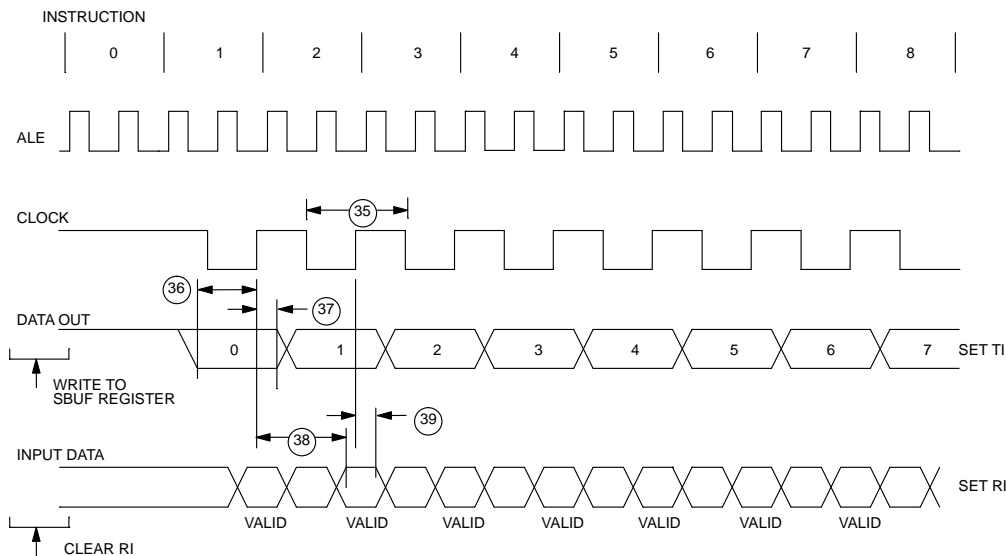 INSTRUCTION
0 1 2 3 4 5 6 7 8
ALE
CLOCK
35
36
37
DATA OUT
0 1 2 3 4 5 6 7
SET TI
WRITE TO
SBUF REGISTER
38
39
INPUT DATA
SET RI
VALID VALID VALID VALID VALID VALID VALID
CLEAR RI